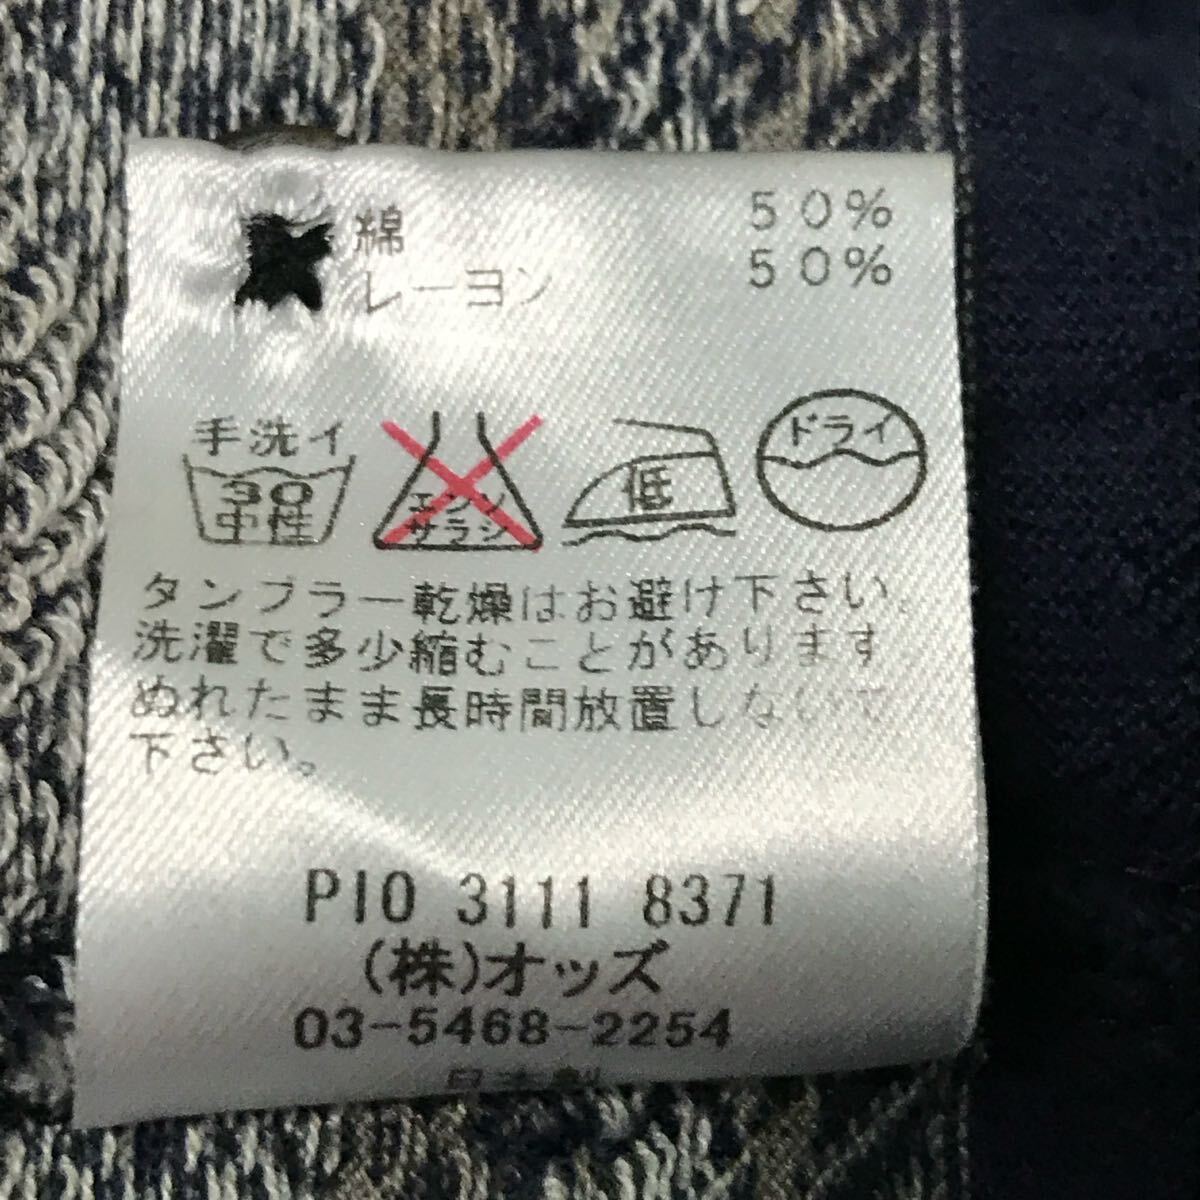 綿 50%
レーヨン 50%
手洗イ
30
中性
エンソ
サラシ
低
ドライ
タンブラー乾燥はお避け下さい。
洗濯で多少縮むことがあります
ぬれたまま長時間放置しないで
下さい。
P10 3111 8371
(株)オッズ
03-5468-2254
日本製